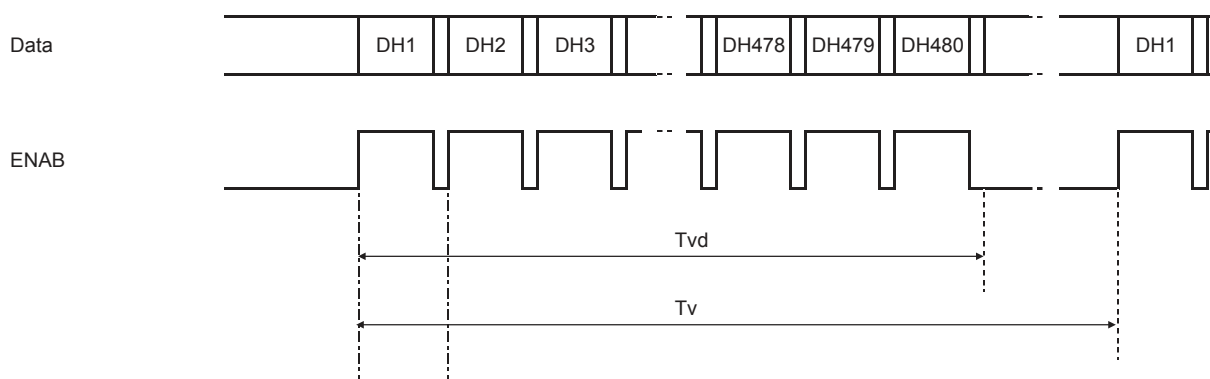 Data DH1 DH2 DH3 DH478 DH479 DH480 DH1
ENAB
Tvd
Tv